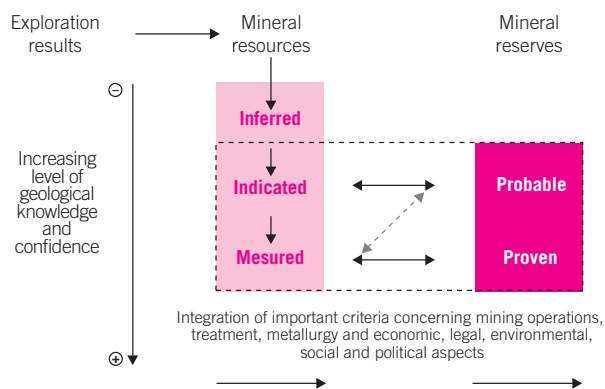 Exploration
results
Mineral
resources
Mineral
reserves
⊖
Inferred
Increasing
level of
geological
knowledge
and
confidence
Indicated
Probable
Mesured
Proven
Integration of important criteria concerning mining operations,
treatment, metallurgy and economic, legal, environmental,
social and political aspects
⊕